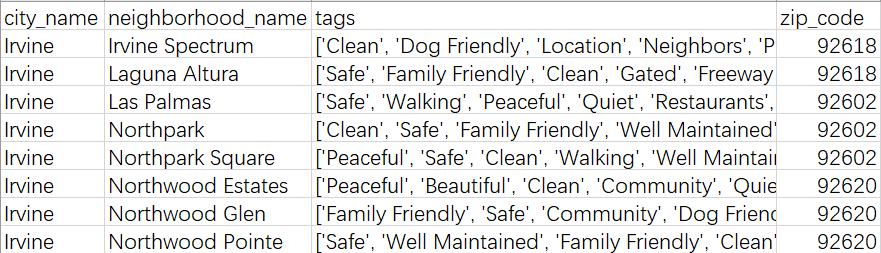 city_name neighborhood_name tags zip_code
Irvine Irvine Spectrum ['Clean', 'Dog Friendly', 'Location', 'Neighbors', 'P 92618
Irvine Laguna Altura ['Safe', 'Family Friendly', 'Clean', 'Gated', 'Freeway 92618
Irvine Las Palmas ['Safe', 'Walking', 'Peaceful', 'Quiet', 'Restaurants', 92602
Irvine Northpark ['Clean', 'Safe', 'Family Friendly', 'Well Maintained' 92602
Irvine Northpark Square ['Peaceful', 'Safe', 'Clean', 'Walking', 'Well Maintai 92602
Irvine Northwood Estates ['Peaceful', 'Beautiful', 'Clean', 'Community', 'Quie 92620
Irvine Northwood Glen ['Family Friendly', 'Safe', 'Community', 'Dog Frienc 92620
Irvine Northwood Pointe ['Safe', 'Well Maintained', 'Family Friendly', 'Clean' 92620